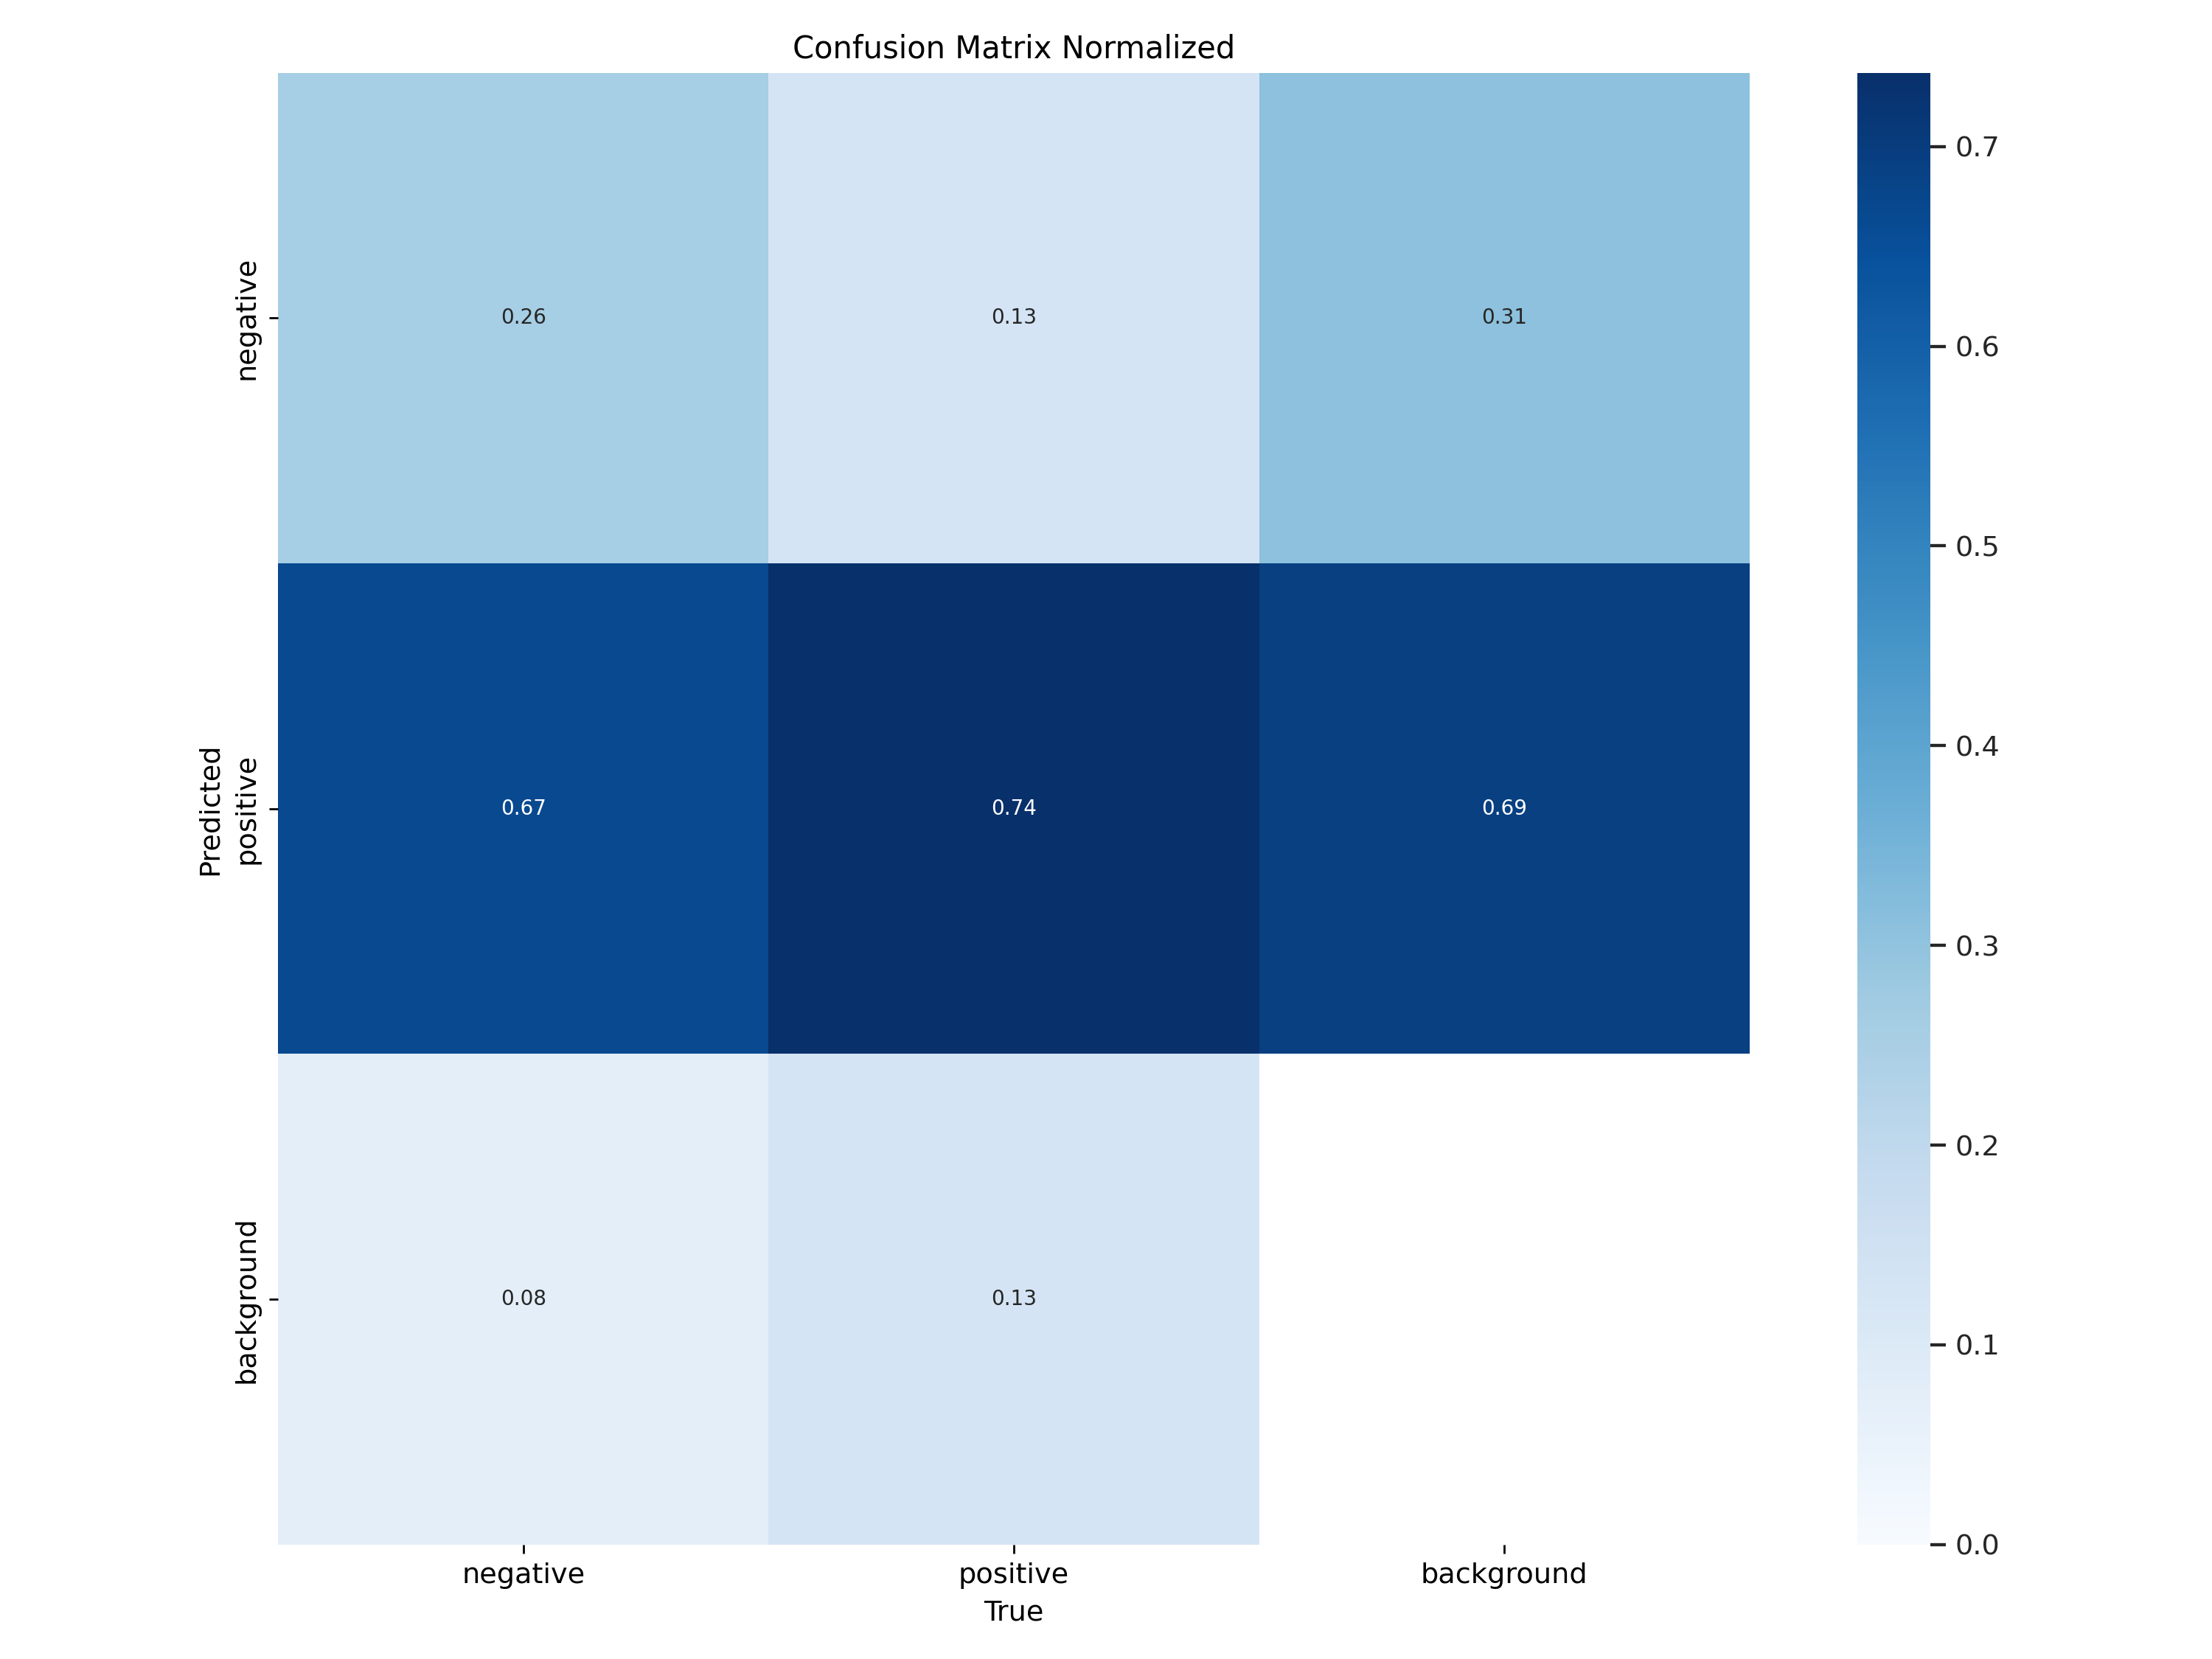 Confusion Matrix Normalized
negative
0.26 0.13 0.31
Predicted
positive
0.67 0.74 0.69
background
0.08 0.13
negative positive background
True
0.7
0.6
0.5
0.4
0.3
0.2
0.1
0.0